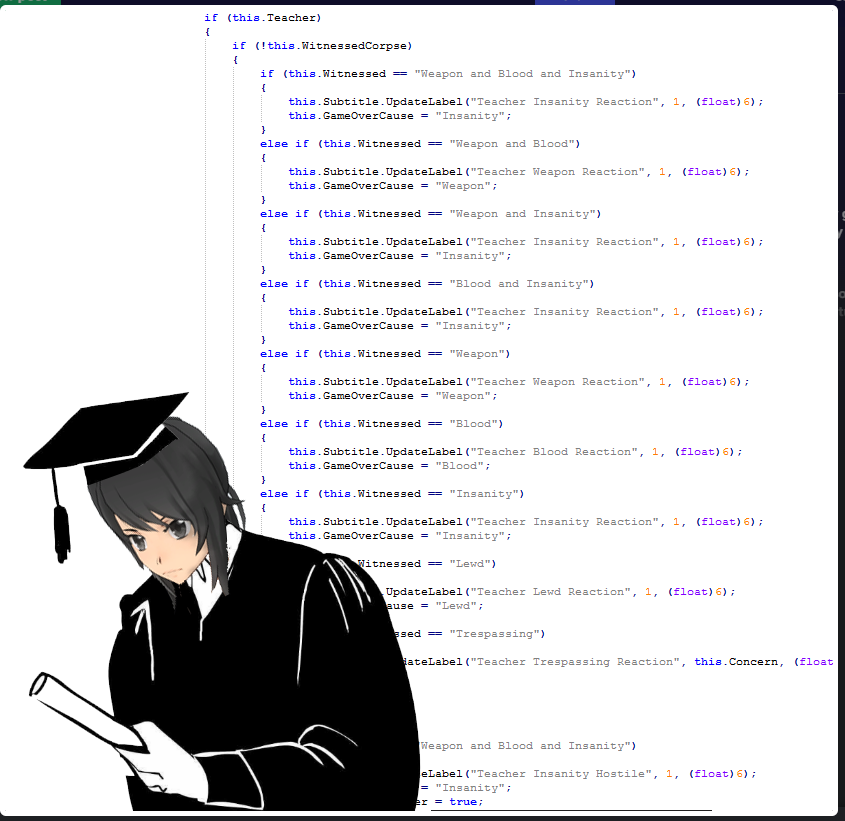 if (this.Teacher)
{
if (!this.WitnessedCorpse)
{
if (this.Witnessed == "Weapon and Blood and Insanity")
{
this.Subtitle.UpdateLabel("Teacher Insanity Reaction", 1, (float)6);
this.GameOverCause = "Insanity";
}
else if (this.Witnessed == "Weapon and Blood")
{
this.Subtitle.UpdateLabel("Teacher Weapon Reaction", 1, (float)6);
this.GameOverCause = "Weapon";
}
else if (this.Witnessed == "Weapon and Insanity")
{
this.Subtitle.UpdateLabel("Teacher Insanity Reaction", 1, (float)6);
this.GameOverCause = "Insanity";
}
else if (this.Witnessed == "Blood and Insanity")
{
this.Subtitle.UpdateLabel("Teacher Insanity Reaction", 1, (float)6);
this.GameOverCause = "Insanity";
}
else if (this.Witnessed == "Weapon")
{
this.Subtitle.UpdateLabel("Teacher Weapon Reaction", 1, (float)6);
this.GameOverCause = "Weapon";
}
else if (this.Witnessed == "Blood")
{
this.Subtitle.UpdateLabel("Teacher Blood Reaction", 1, (float)6);
this.GameOverCause = "Blood";
}
else if (this.Witnessed == "Insanity")
{
this.Subtitle.UpdateLabel("Teacher Insanity Reaction", 1, (float)6);
this.GameOverCause = "Insanity";
.Witnessed == "Lewd")
UpdateLabel("Teacher Lewd Reaction", 1, (float)6);
ause = "Lewd";
ssed == "Trespassing")
ateLabel("Teacher Trespassing Reaction", this.Concern, (float
"Weapon and Blood and Insanity")
eLabel("Teacher Insanity Hostile", 1, (float)6);
= "Insanity";
er = true;